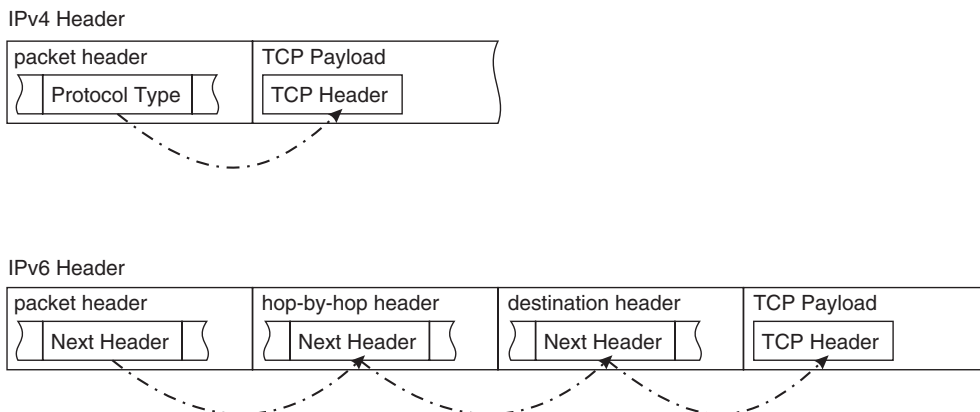 IPv4 Header
packet header TCP Payload
Protocol Type TCP Header
IPv6 Header
packet header hop-by-hop header destination header TCP Payload
Next Header Next Header Next Header TCP Header